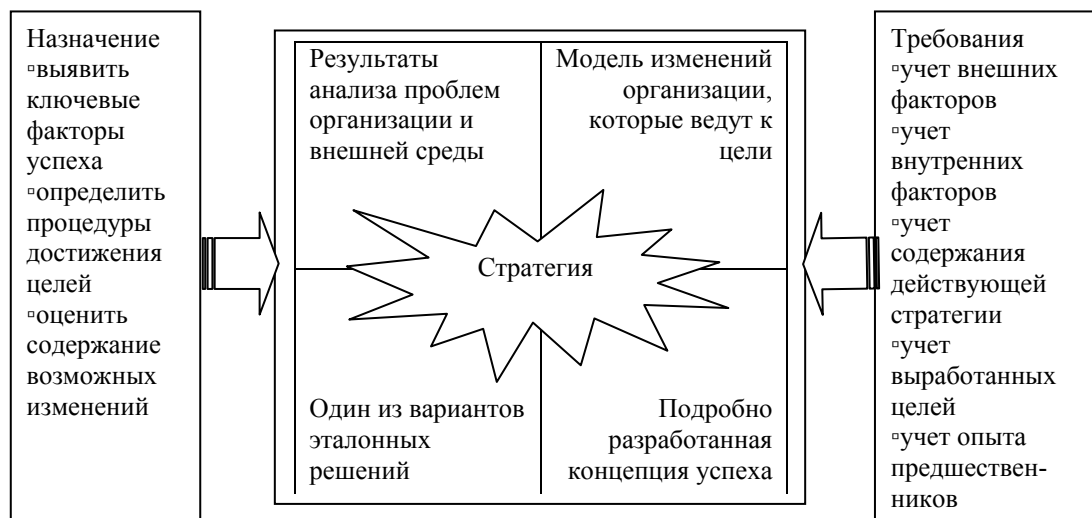 Назначение
▫выявить
ключевые
факторы
успеха
▫определить
процедуры
достижения
целей
▫оценить
содержание
возможных
изменений
Результаты
анализа проблем
организации и
внешней среды
Модель изменений
организации,
которые ведут к
цели
Стратегия
Один из вариантов
эталонных
решений
Подробно
разработанная
концепция успеха
Требования
▫учет внешних
факторов
▫учет
внутренних
факторов
▫учет
содержания
действующей
стратегии
▫учет
выработанных
целей
▫учет опыта
предшествен-
ников